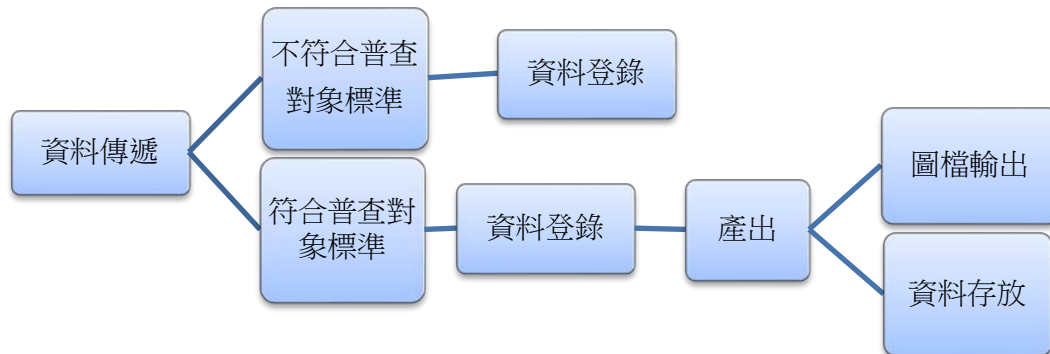 資料傳遞
不符合普查
對象標準
資料登錄
符合普查對
象標準
資料登錄
產出
圖檔輸出
資料存放